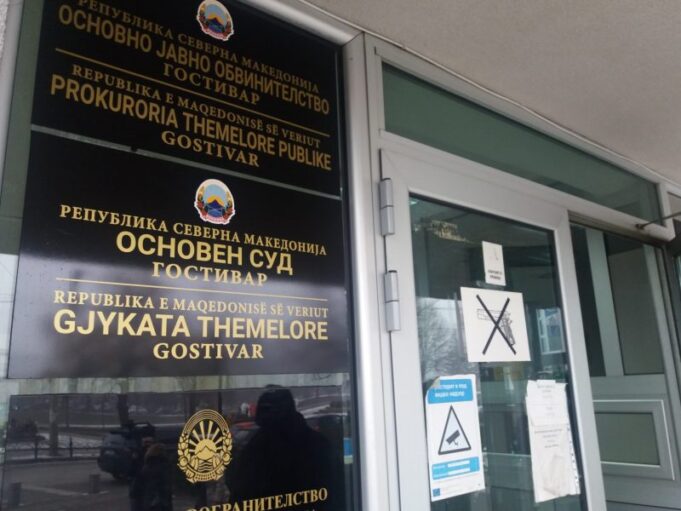 РЕПУБЛИКА СЕВЕРНА МАКЕДОНИЈА
ОСНОВНО ЈАВНО ОБВИНИТЕЛСТВО
ГОСТИВАР
REPUBLIKA E MAQEDONISË SË VERIUT
PROKURORIA THEMELORE PUBLIKE
GOSTIVAR
РЕПУБЛИКА СЕВЕРНА МАКЕДОНИЈА
ОСНОВЕН СУД
ГОСТИВАР
REPUBLIKA E MAQEDONISË SË VERIUT
GJYKATA THEMELORE
GOSTIVAR